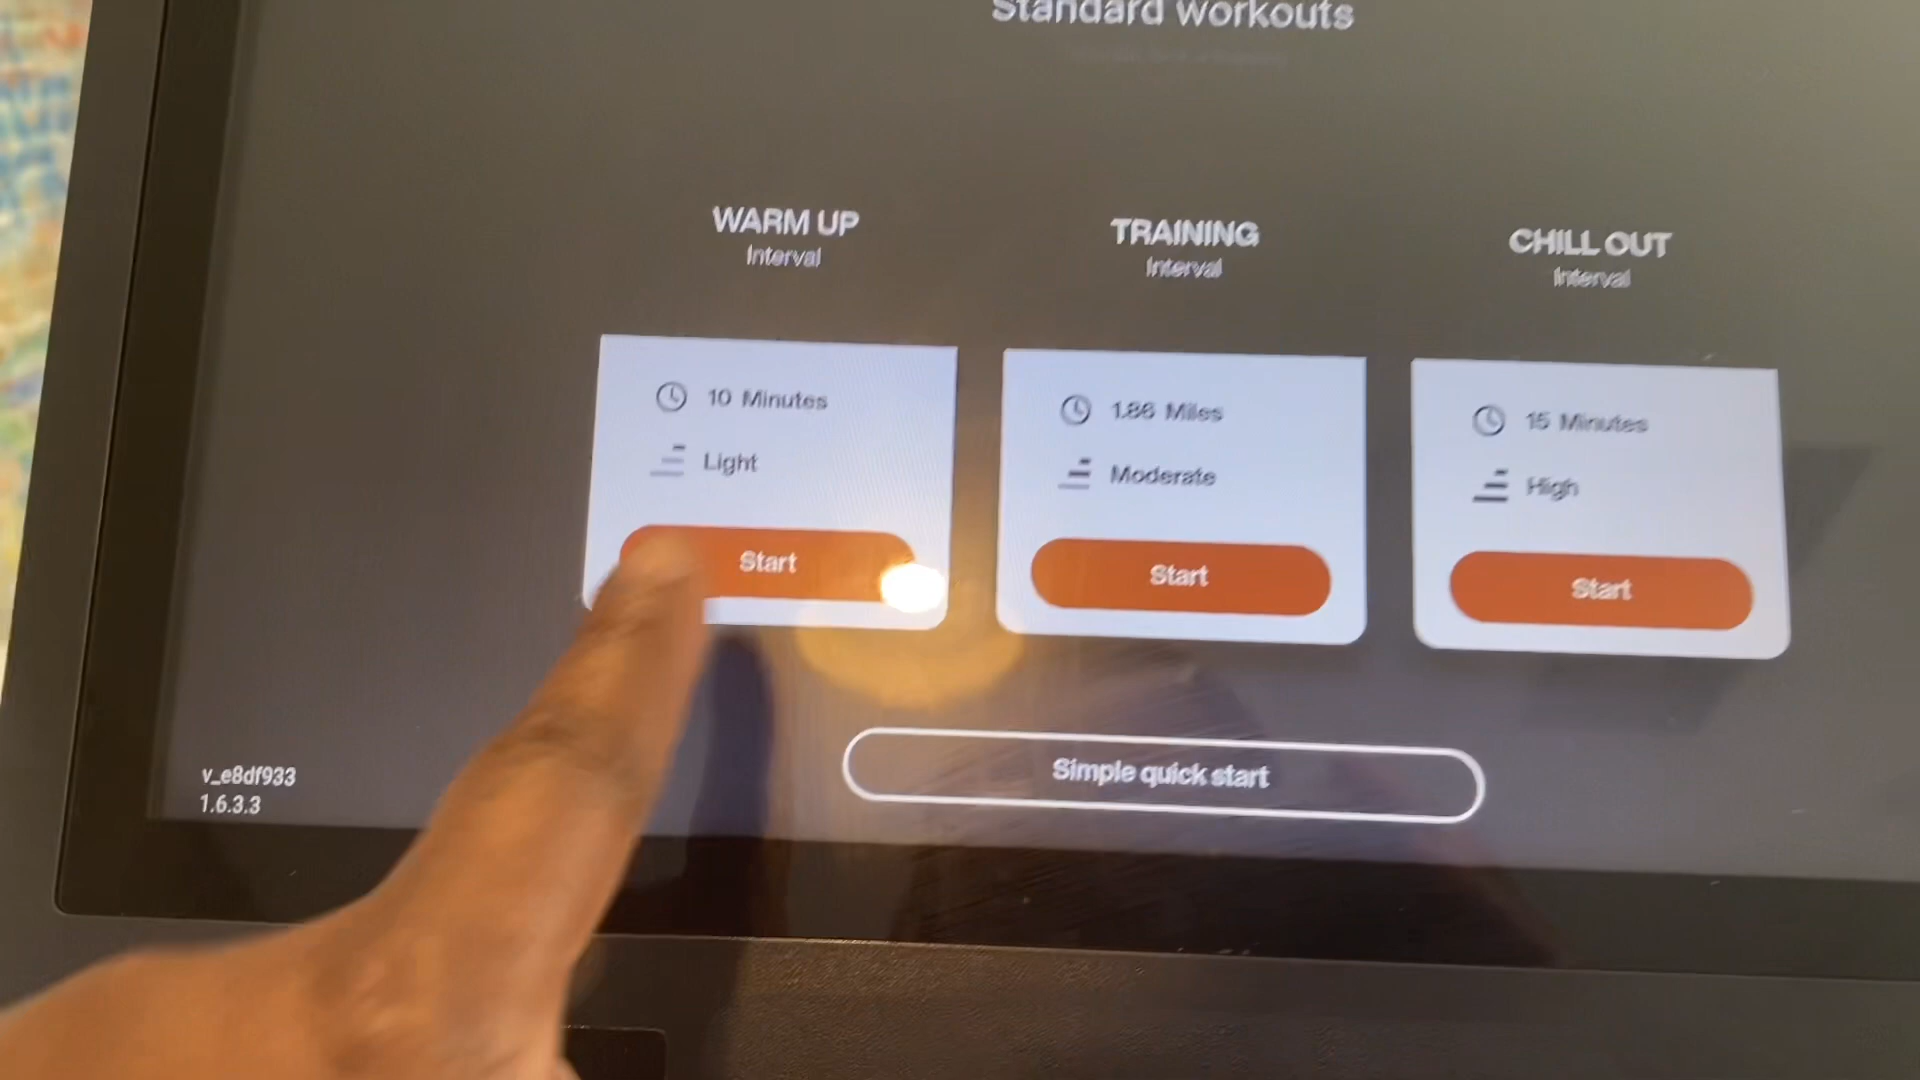 Standard workouts
WARM UP
Interval
10 Minutes
Light
Start
TRAINING
Interval
1.86 Miles
Moderate
Start
CHILL OUT
Interval
15 Minutes
High
Start
Simple quick start
v_e8df933
1.6.3.3